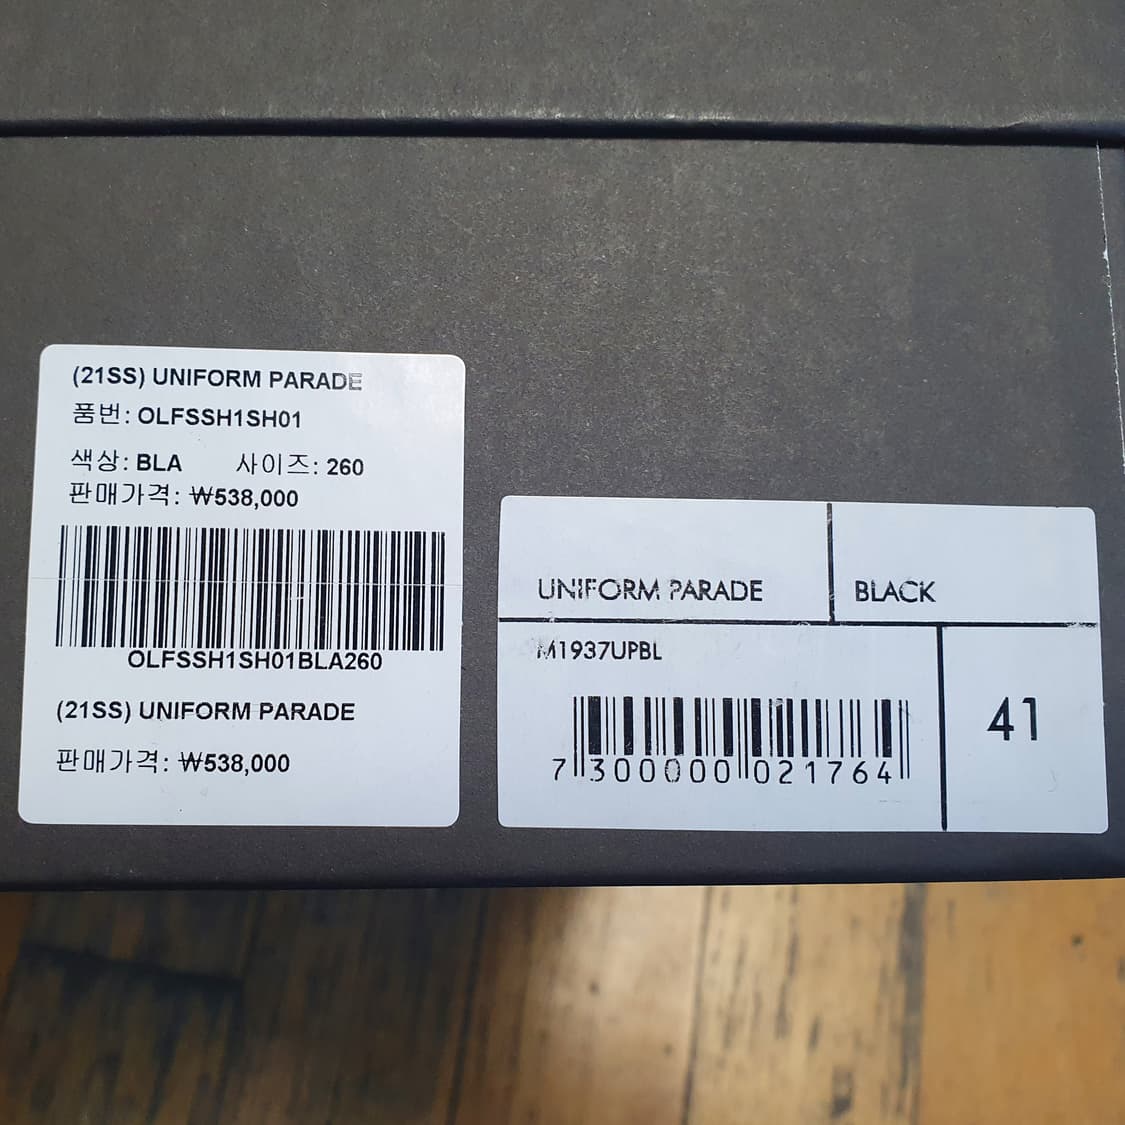 (21SS) UNIFORM PARADE
품번: OLFSSH1SH01
색상: BLA 사이즈: 260
판매가격: ₩538,000
OLFSSH1SH01BLA260
(21SS) UNIFORM PARADE
판매가격: ₩538,000
UNIFORM PARADE
BLACK
M1937UPBL
41
7 300000 021764